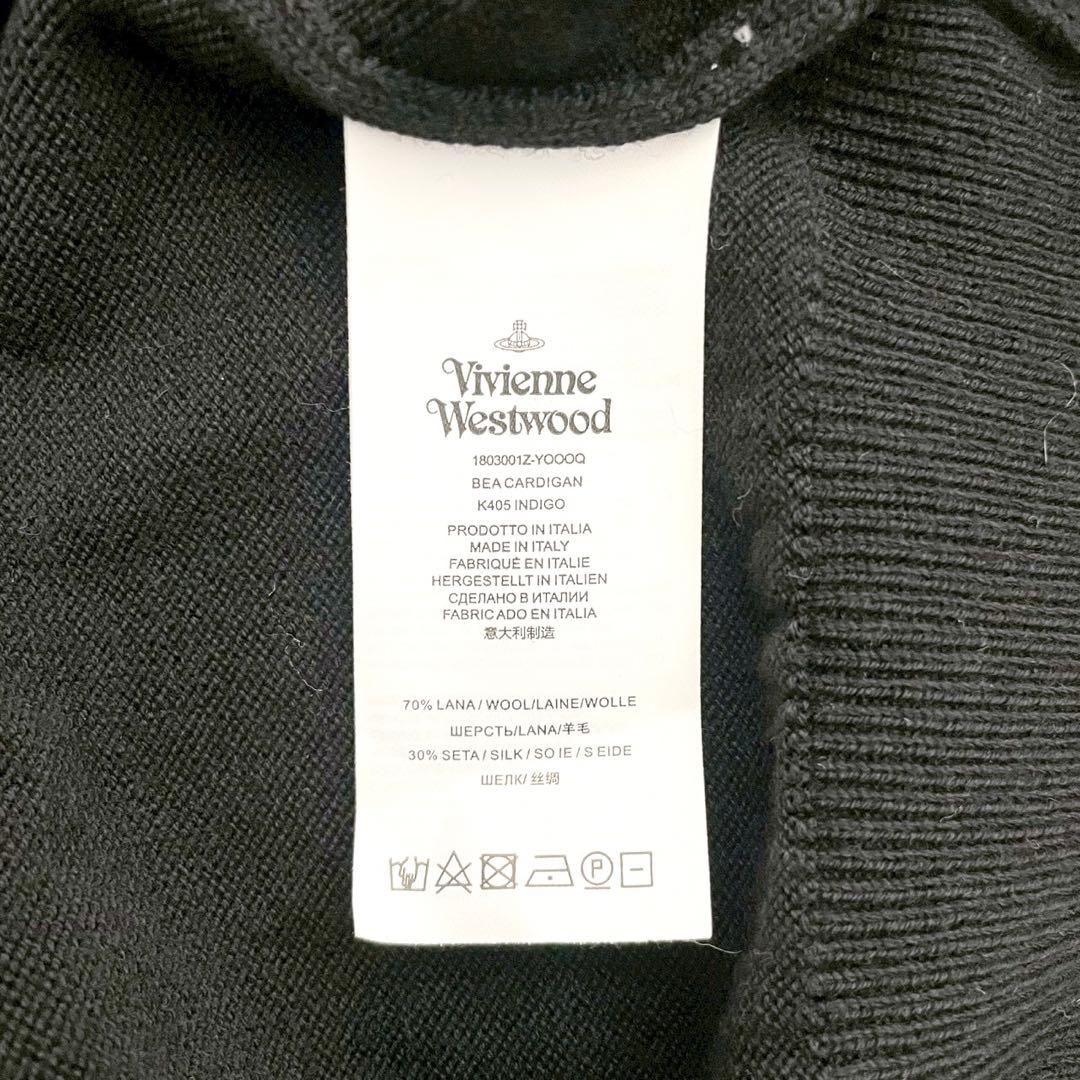 Vivienne
Westwood
1803001Z-YOOOQ
BEA CARDIGAN
K405 INDIGO
PRODOTTO IN ITALIA
MADE IN ITALY
FABRIQUÉ EN ITALIE
HERGESTELLT IN ITALIEN
СДЕЛАНО В ИТАЛИИ
FABRIC ADO EN ITALIA
意大利制造
70% LANA / WOOL/LAINE/WOLLE
ШЕРСТЬ/LANA/羊毛
30% SETA / SILK / SO IE / S EIDE
ШЕЛК/ 丝绸
P